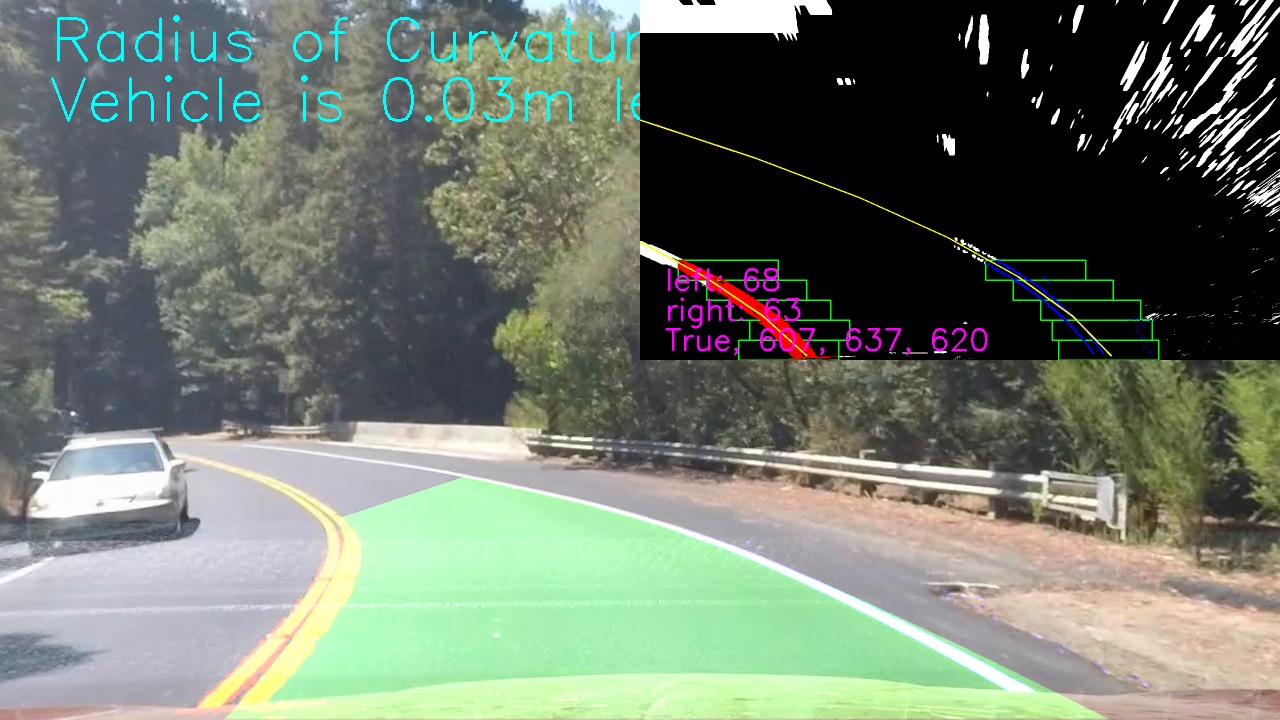 Radius of Curvatur
Vehicle is 0.03m le
left: 68
right: 63
True, 607, 637, 620